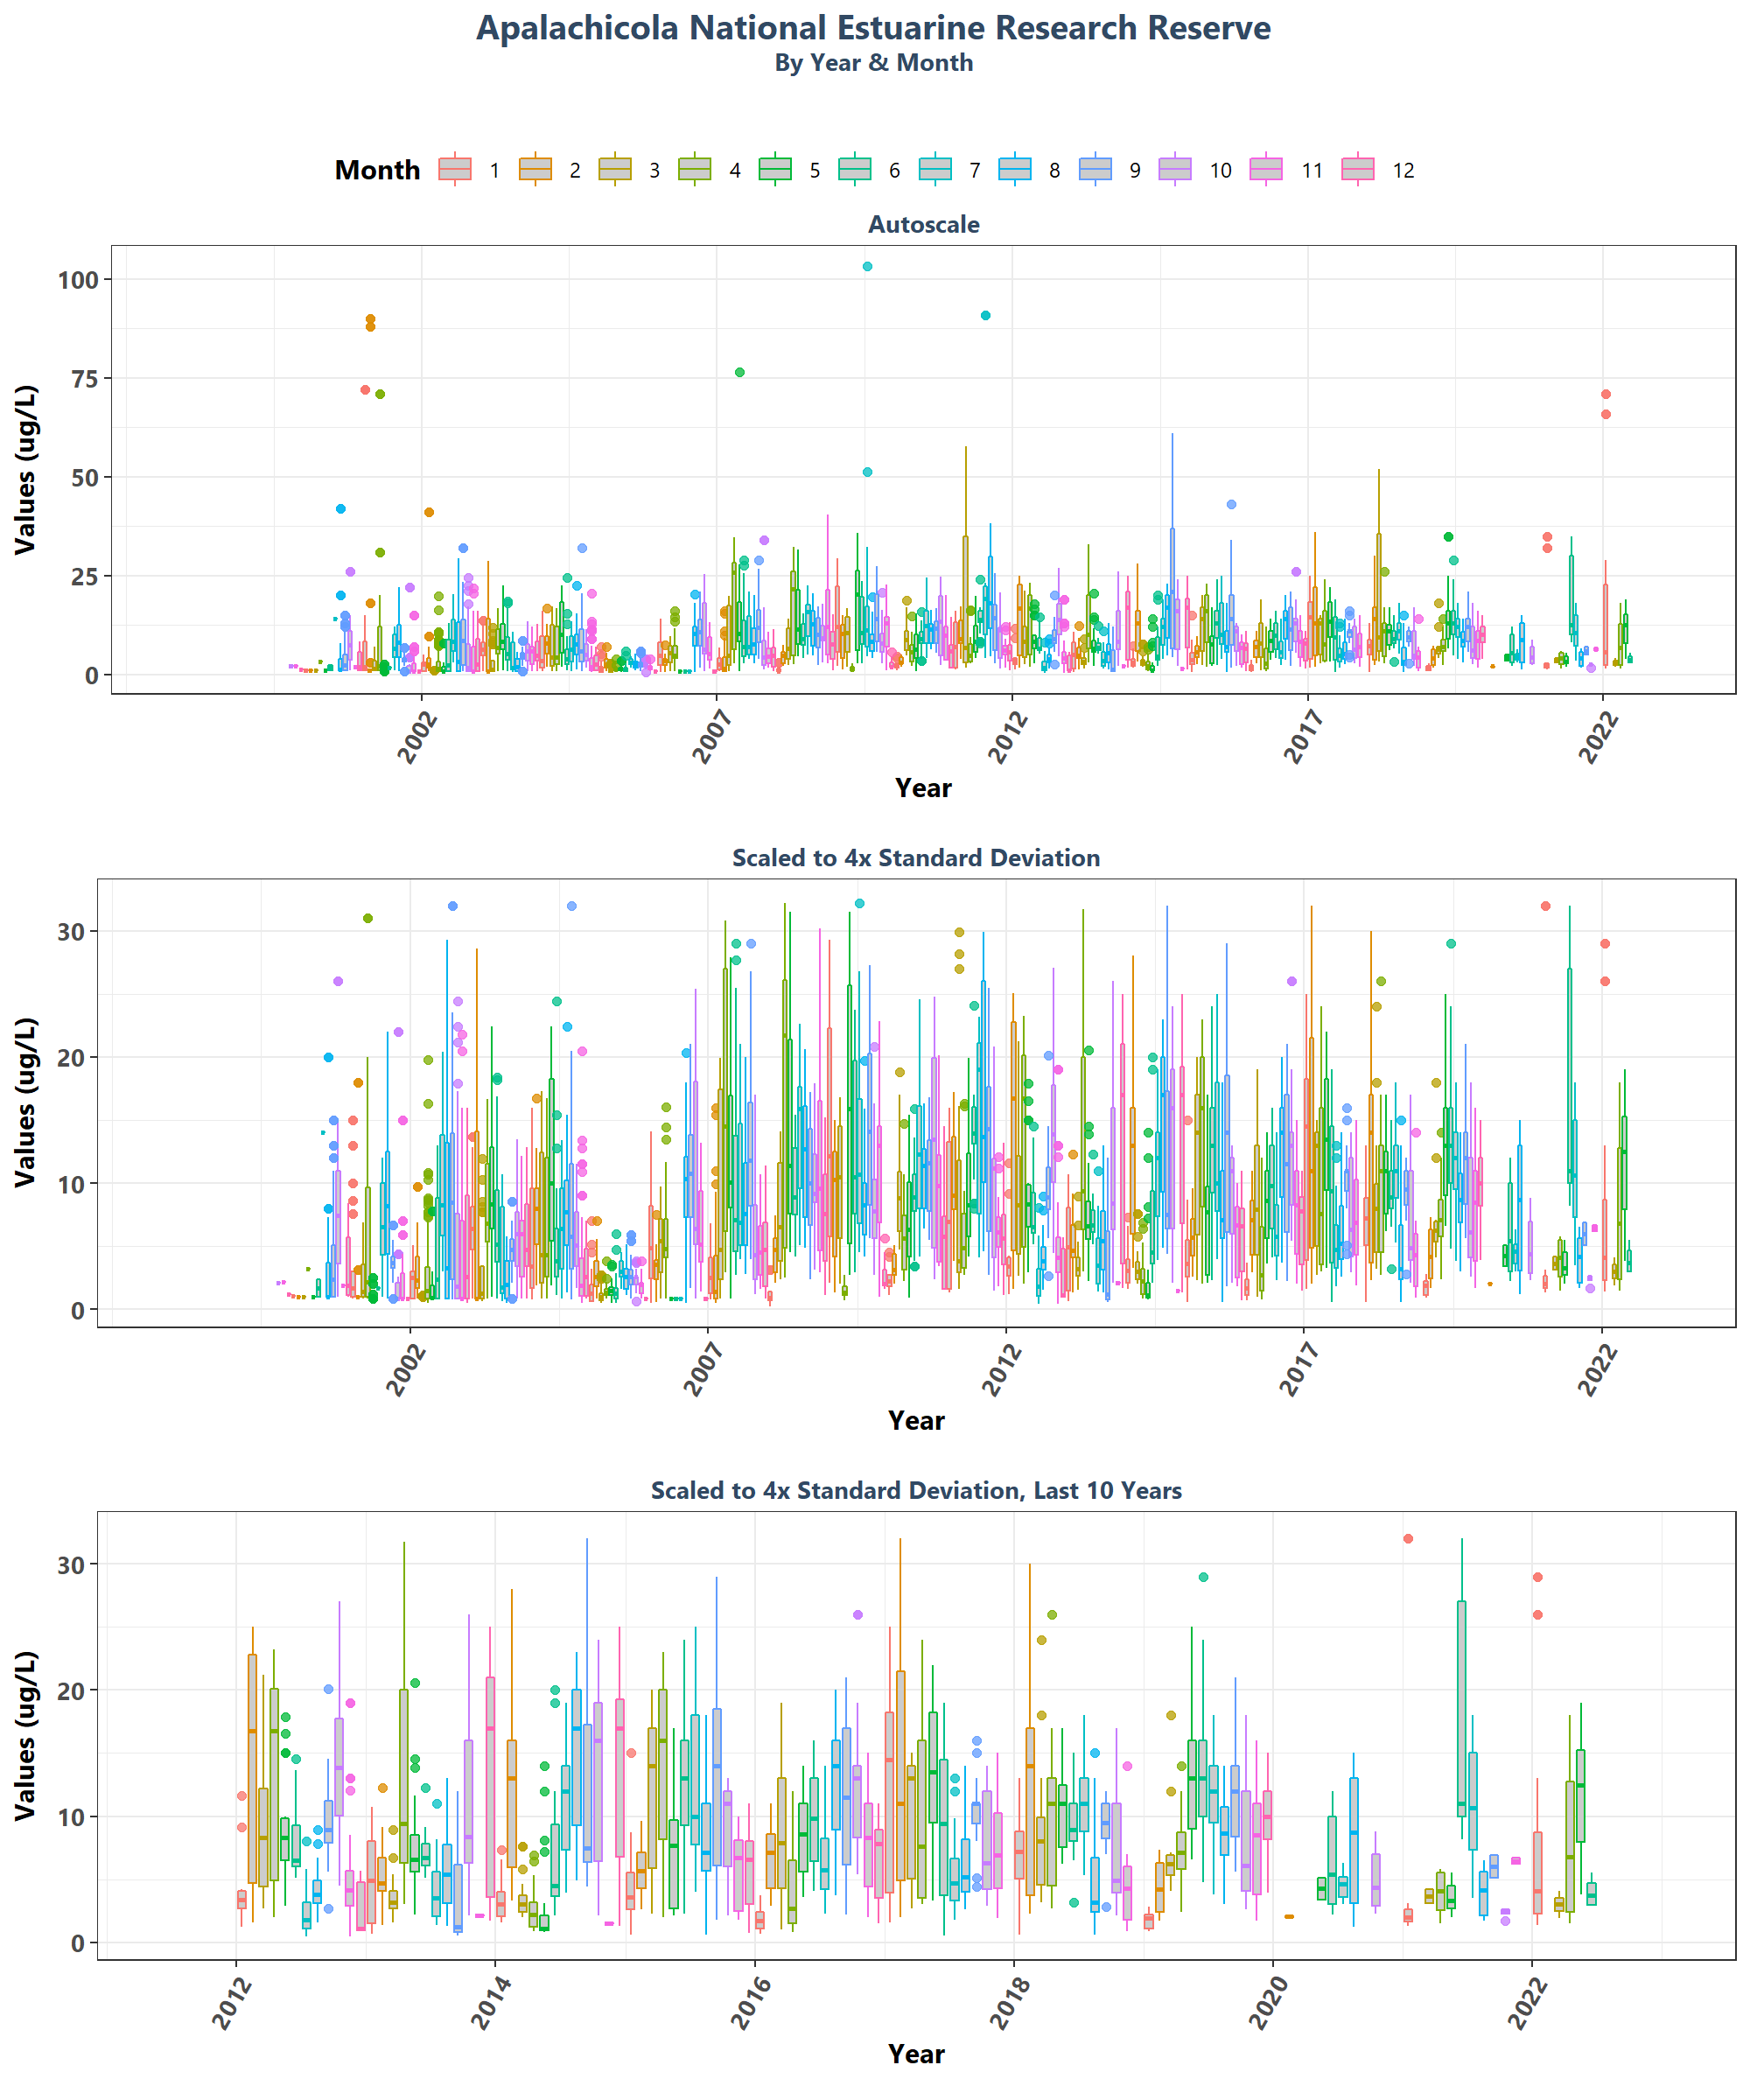 Apalachicola National Estuarine Research Reserve
By Year & Month
Month 1 2 3 4 5 6 7 8 9 10 11 12
Autoscale
Values (ug/L)
100
75
50
25
0
2002 2007 2012 2017 2022
Year
Scaled to 4x Standard Deviation
Values (ug/L)
30
20
10
0
2002 2007 2012 2017 2022
Year
Scaled to 4x Standard Deviation, Last 10 Years
Values (ug/L)
30
20
10
0
2012 2014 2016 2018 2020 2022
Year